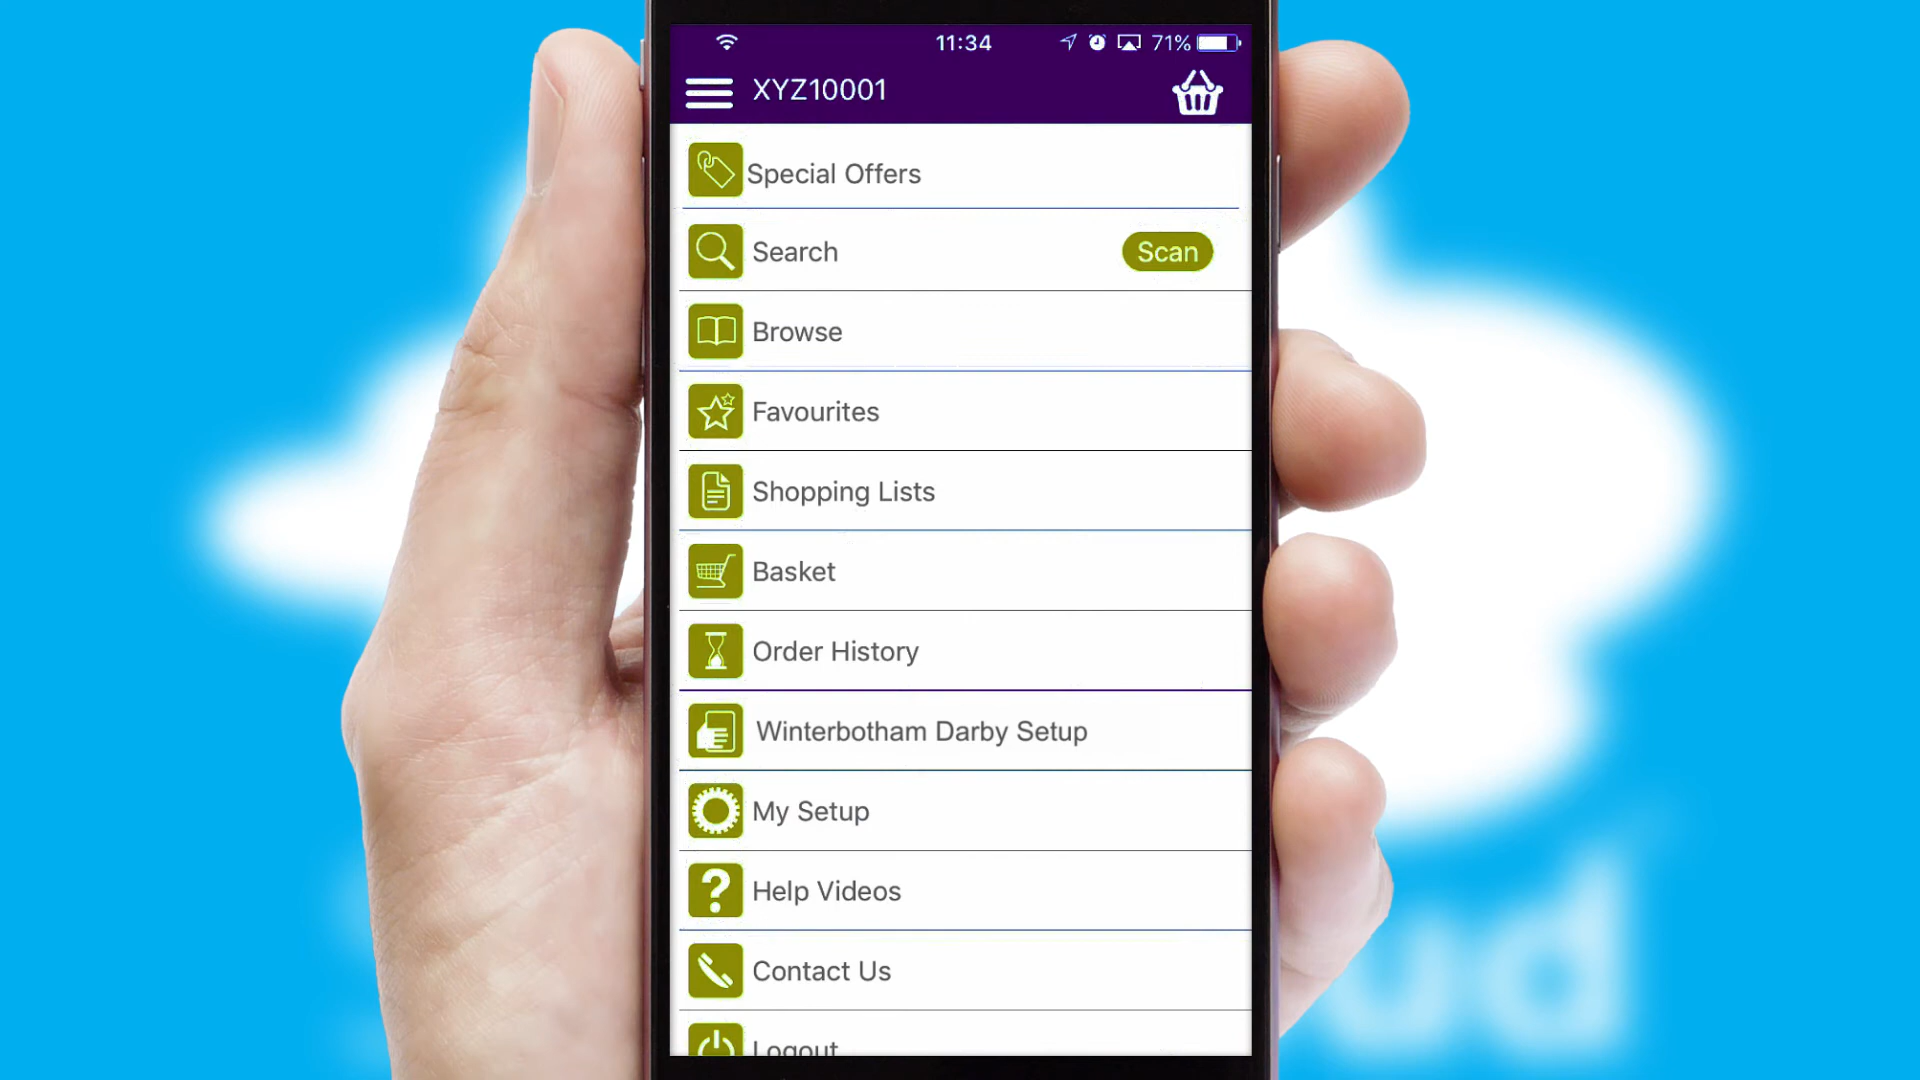 11:34
71%
XYZ10001
Special Offers
Search
Scan
Browse
Favourites
Shopping Lists
Basket
Order History
Winterbotham Darby Setup
My Setup
Help Videos
Contact Us
Logout
ud